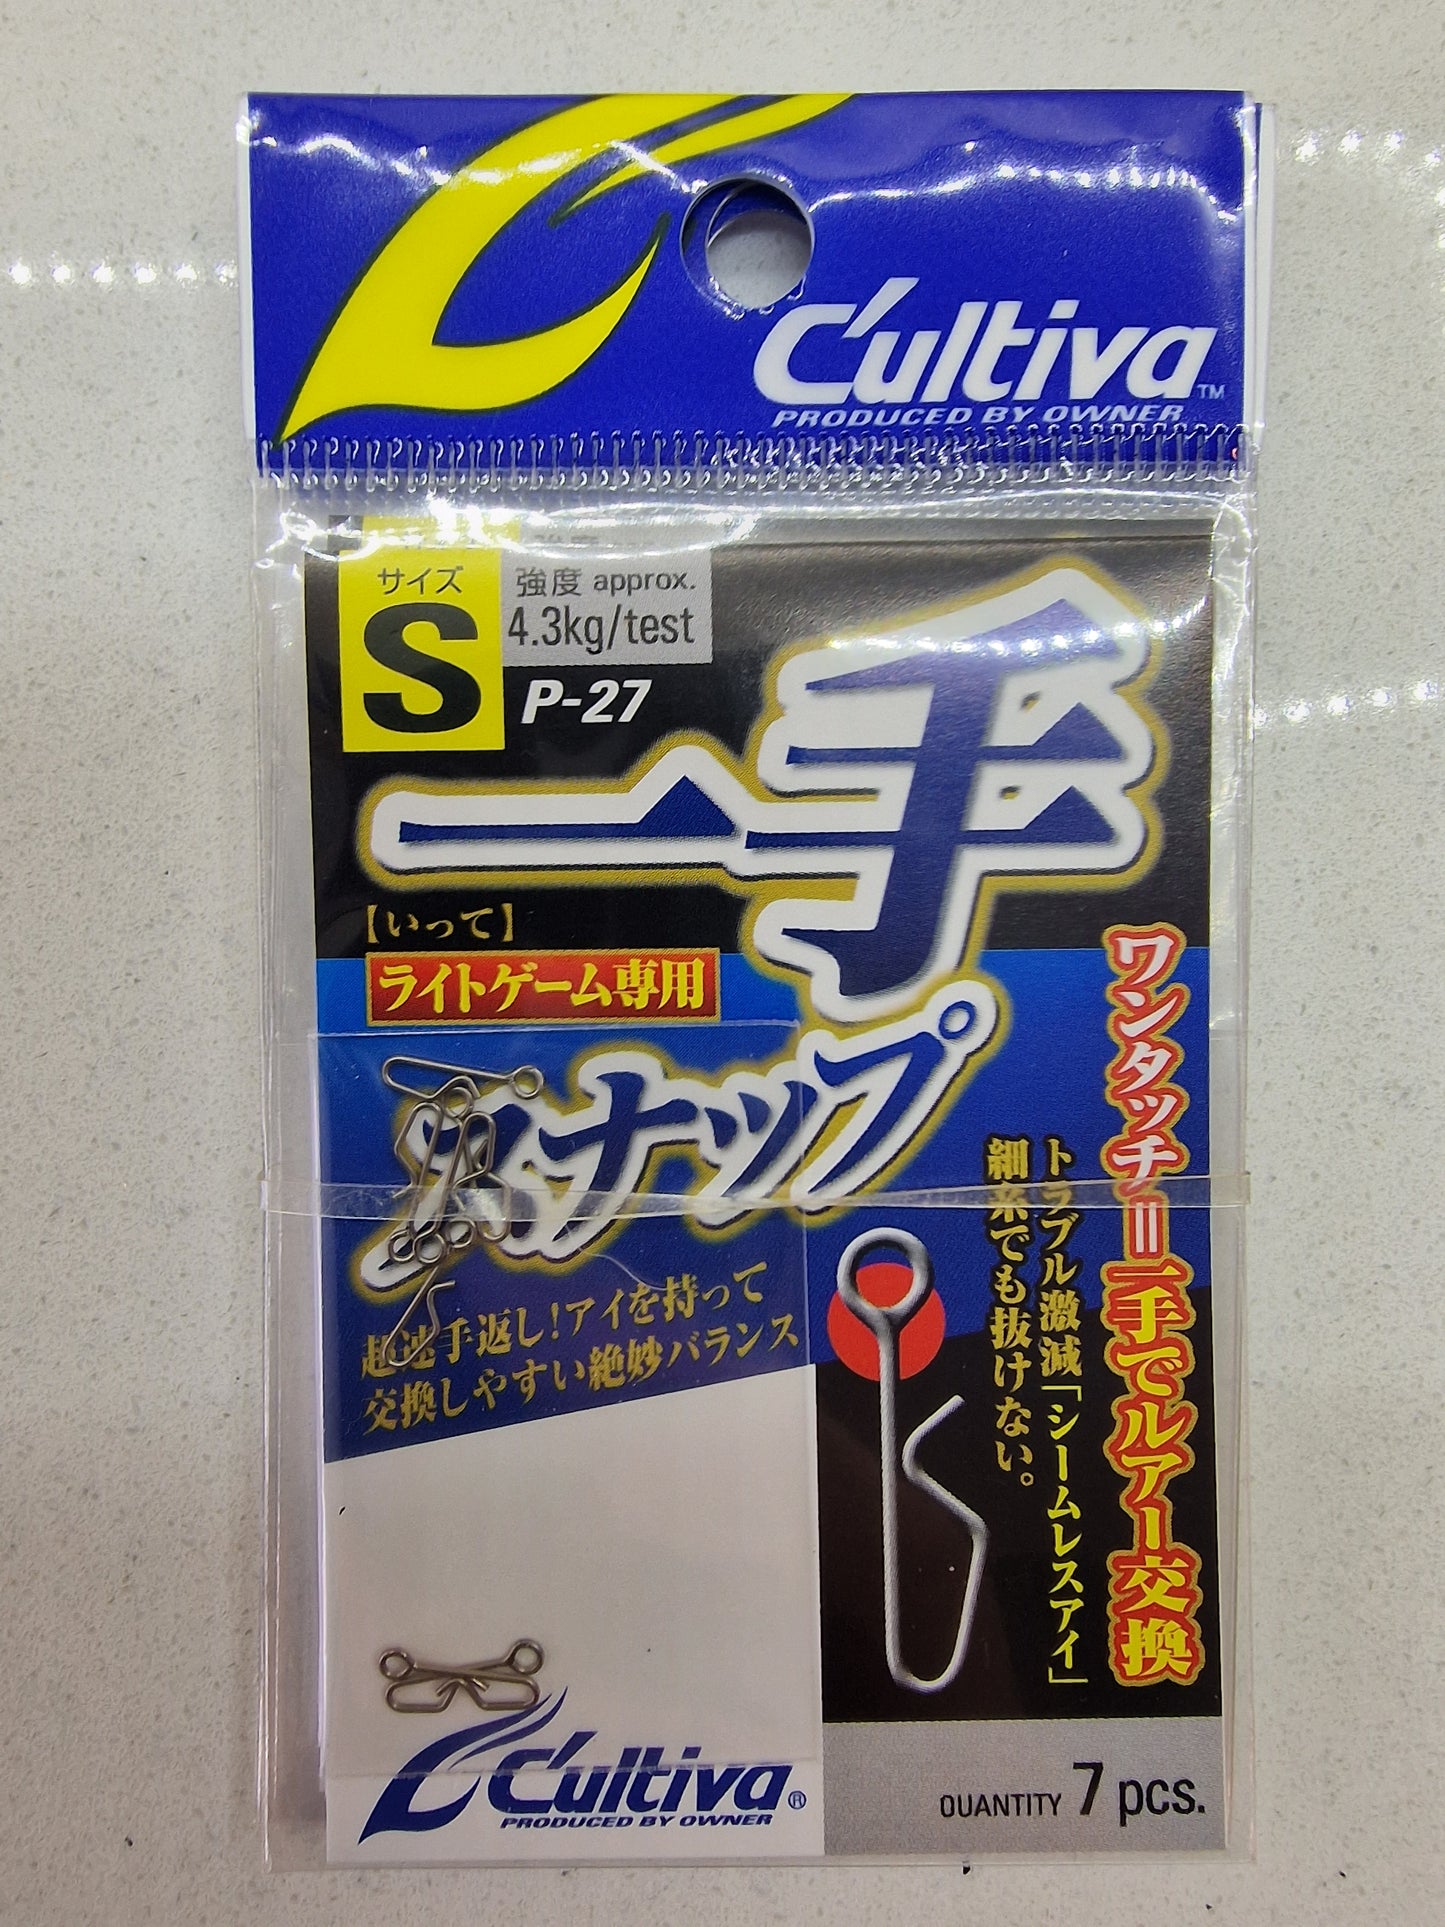 C'ultiva™
PRODUCED BY OWNER
サイズ
S
強度 approx.
4.3kg/test
P-27
一手
【いって】
ライトゲーム専用
スナップ
ワンタッチ=一手でルアー交換
トラブル激減「シームレスアイ」
細糸でも抜けない。
超速手返し!アイを持って
交換しやすい絶妙バランス
C'ultiva®
PRODUCED BY OWNER
QUANTITY 7 pcs.